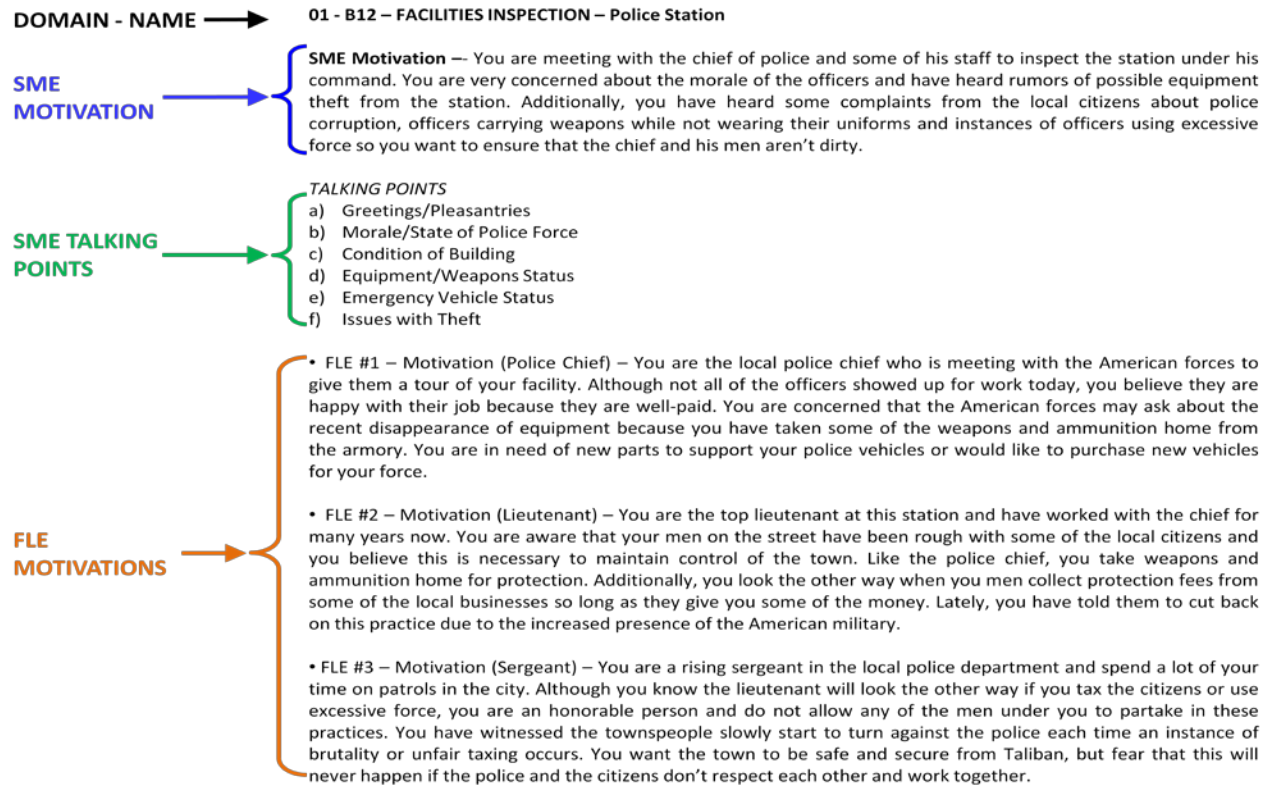 DOMAIN - NAME
01 - B12 – FACILITIES INSPECTION – Police Station
SME
MOTIVATION
SME Motivation –- You are meeting with the chief of police and some of his staff to inspect the station under his
command. You are very concerned about the morale of the officers and have heard rumors of possible equipment
theft from the station. Additionally, you have heard some complaints from the local citizens about police
corruption, officers carrying weapons while not wearing their uniforms and instances of officers using excessive
force so you want to ensure that the chief and his men aren't dirty.
SME TALKING
POINTS
TALKING POINTS
a) Greetings/Pleasantries
b) Morale/State of Police Force
c) Condition of Building
d) Equipment/Weapons Status
e) Emergency Vehicle Status
f) Issues with Theft
FLE
MOTIVATIONS
• FLE #1 – Motivation (Police Chief) – You are the local police chief who is meeting with the American forces to
give them a tour of your facility. Although not all of the officers showed up for work today, you believe they are
happy with their job because they are well-paid. You are concerned that the American forces may ask about the
recent disappearance of equipment because you have taken some of the weapons and ammunition home from
the armory. You are in need of new parts to support your police vehicles or would like to purchase new vehicles
for your force.
• FLE #2 – Motivation (Lieutenant) – You are the top lieutenant at this station and have worked with the chief for
many years now. You are aware that your men on the street have been rough with some of the local citizens and
you believe this is necessary to maintain control of the town. Like the police chief, you take weapons and
ammunition home for protection. Additionally, you look the other way when you men collect protection fees from
some of the local businesses so long as they give you some of the money. Lately, you have told them to cut back
on this practice due to the increased presence of the American military.
• FLE #3 – Motivation (Sergeant) – You are a rising sergeant in the local police department and spend a lot of your
time on patrols in the city. Although you know the lieutenant will look the other way if you tax the citizens or use
excessive force, you are an honorable person and do not allow any of the men under you to partake in these
practices. You have witnessed the townspeople slowly start to turn against the police each time an instance of
brutality or unfair taxing occurs. You want the town to be safe and secure from Taliban, but fear that this will
never happen if the police and the citizens don't respect each other and work together.